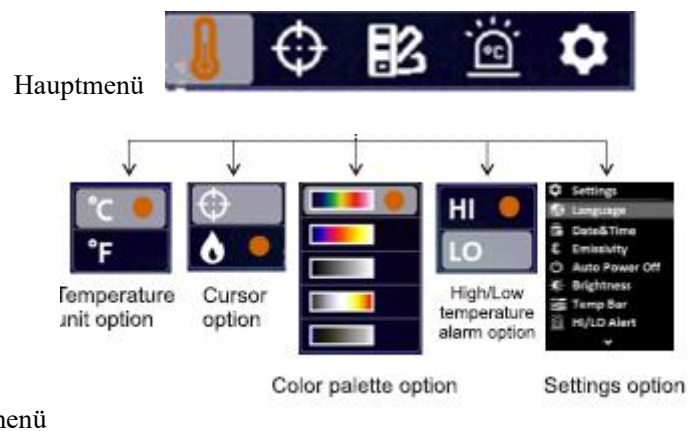 Hauptmenü
°C
°C
°F
HI
LO
Settings
Language
Date&Time
Emissivity
Auto Power Off
Brightness
Temp Bar
HI/LO Alert
Temperature
unit option
Cursor
option
High/Low
temperature
alarm option
Color palette option
Settings option
menü